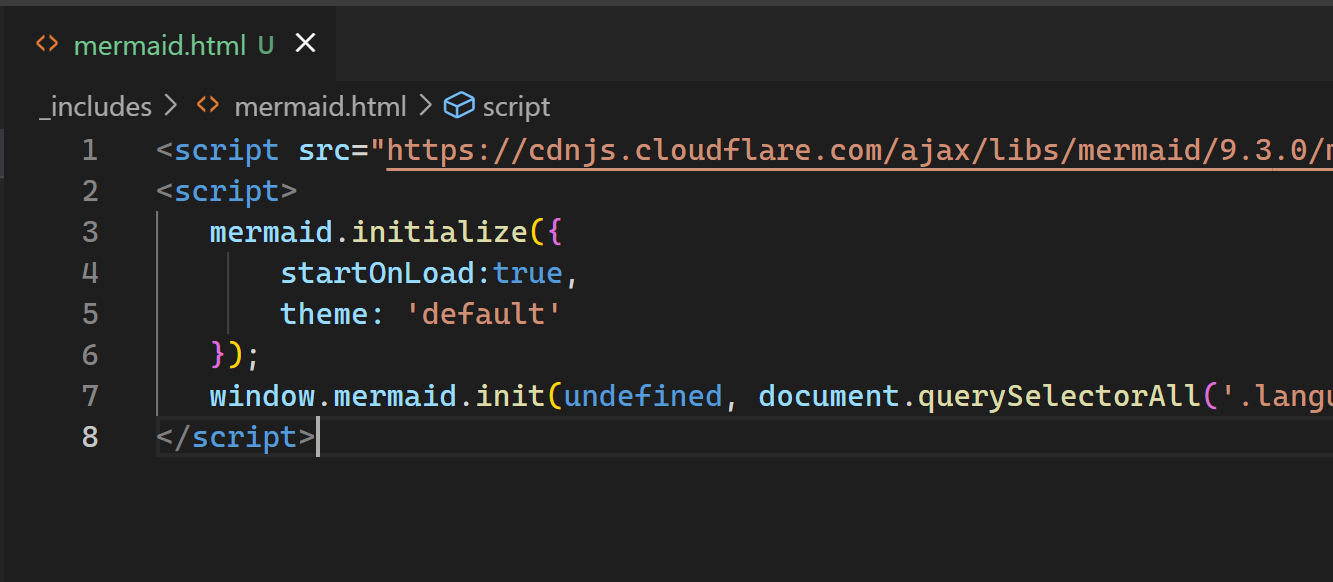 mermaid.html U
_includes > mermaid.html > script
1 <script src="https://cdnjs.cloudflare.com/ajax/libs/mermaid/9.3.0/
2 <script>
3 mermaid.initialize({
4 startOnLoad:true,
5 theme: 'default'
6 });
7 window.mermaid.init(undefined, document.querySelectorAll('.langu
8 </script>